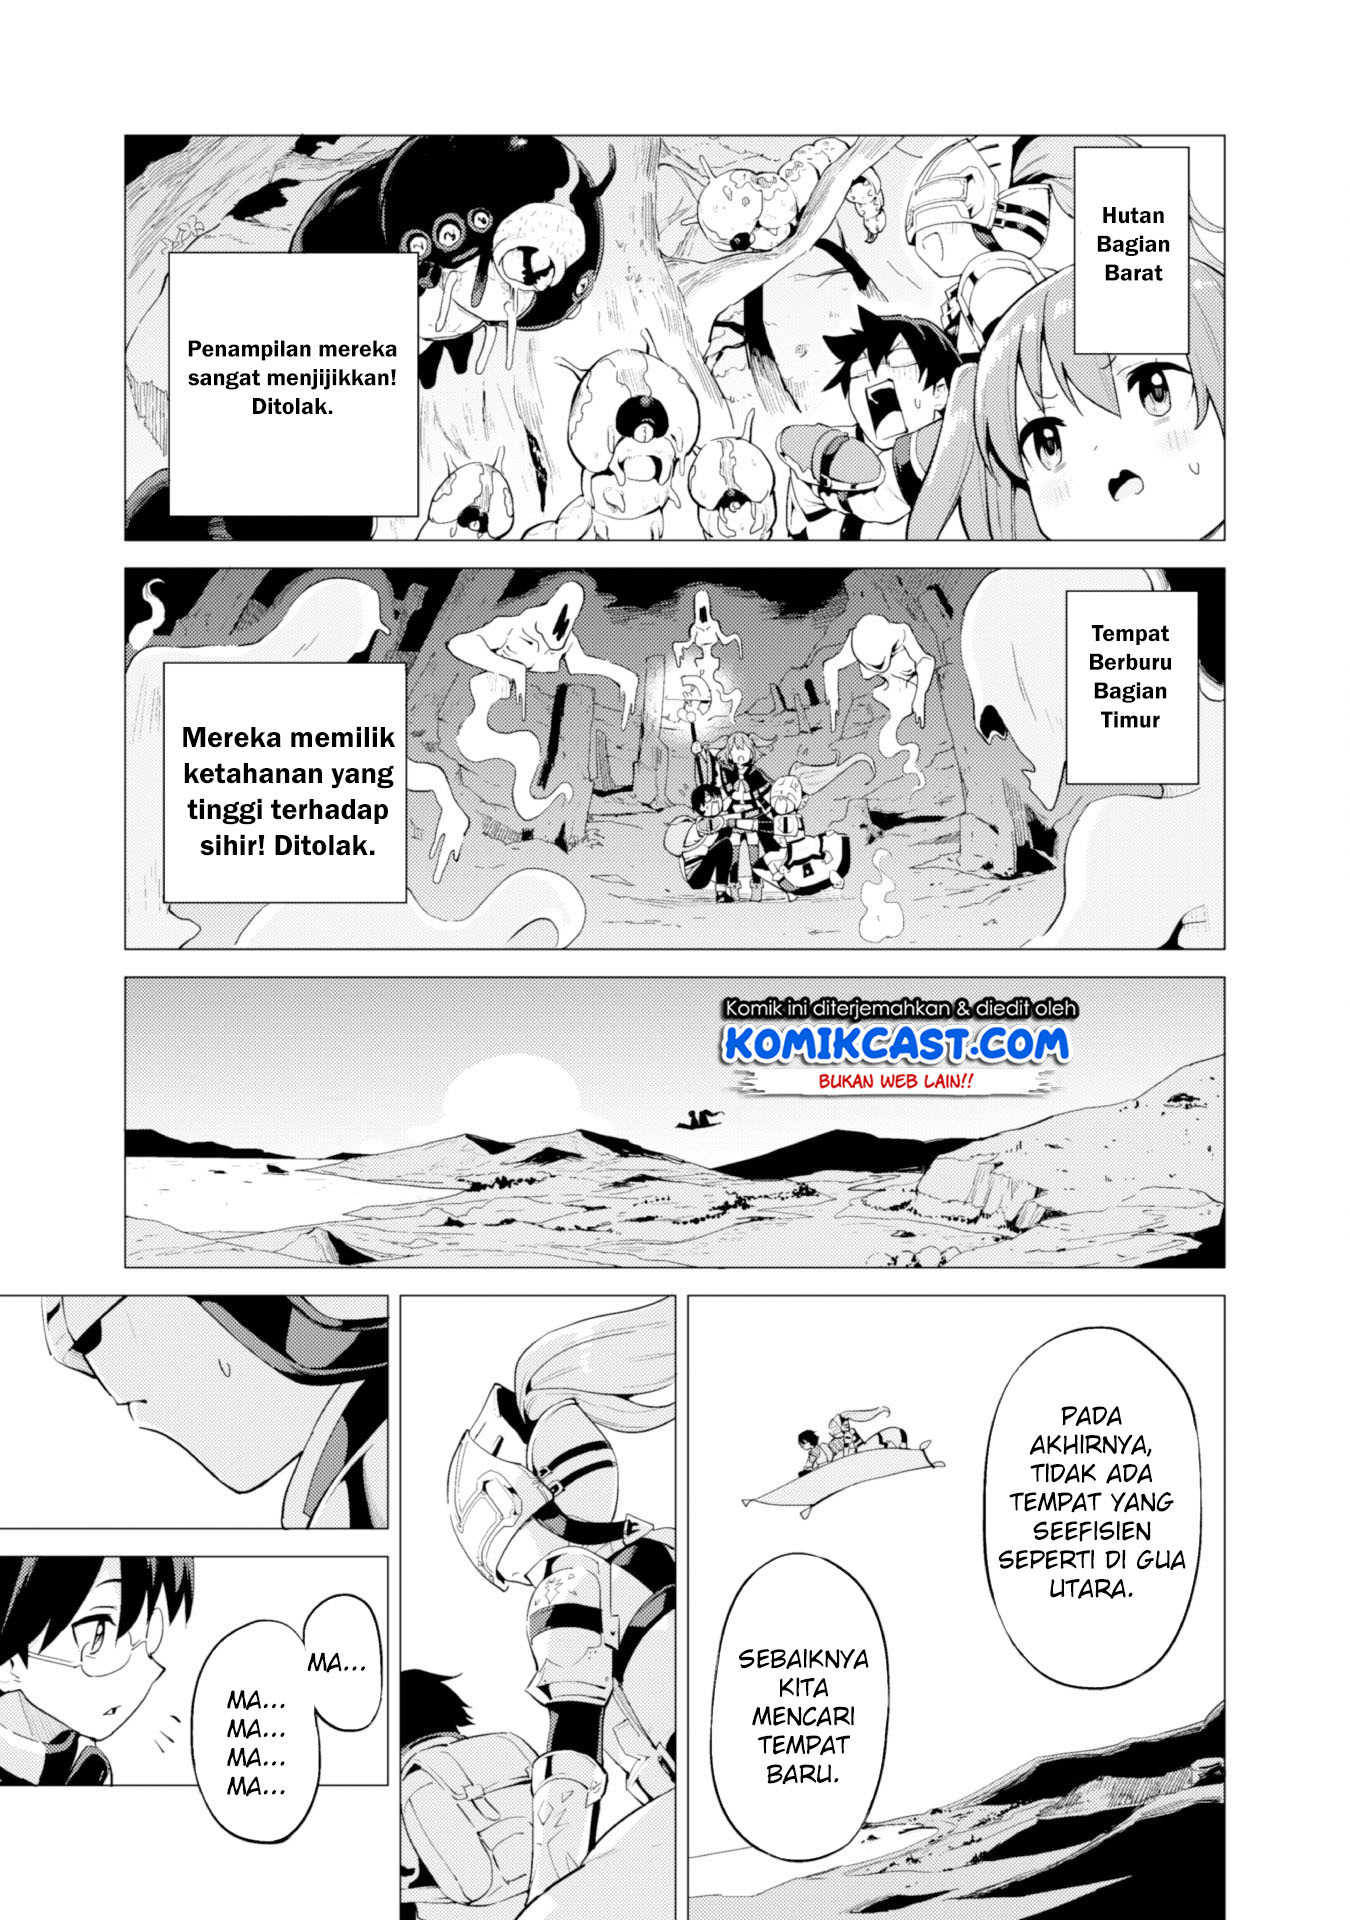 Hutan
Bagian
Barat
Penampilan mereka
sangat menjijikkan!
Ditolak.
Tempat
Berburu
Bagian
Timur
Mereka memilik
ketahanan yang
tinggi terhadap
sihir! Ditolak.
Komik ini diterjemahkan & diedit oleh
KOMIKCAST.COM
BUKAN WEB LAIN!!
PADA
AKHIRNYA,
TIDAK ADA
TEMPAT YANG
SEEFISIEN
SEPERTI DI GUA
UTARA.
SEBAIKNYA
KITA
MENCARI
TEMPAT
BARU.
MA...
MA...
MA...
MA...
MA...